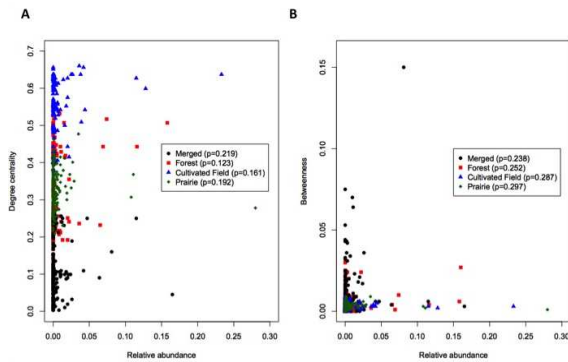 A
0.7
0.6
0.5
0.4
0.3
0.2
0.1
0.0
Degree centrality
Merged (p=0.219)
Forest (p=0.123)
Cultivated Field (p=0.161)
Prairie (p=0.192)
0.00 0.05 0.10 0.15 0.20 0.25 0.30
Relative abundance
B
0.15
0.10
0.05
0.00
Betweenness
Merged (p=0.238)
Forest (p=0.252)
Cultivated Field (p=0.287)
Prairie (p=0.297)
0.00 0.05 0.10 0.15 0.20 0.25 0.30
Relative abundance